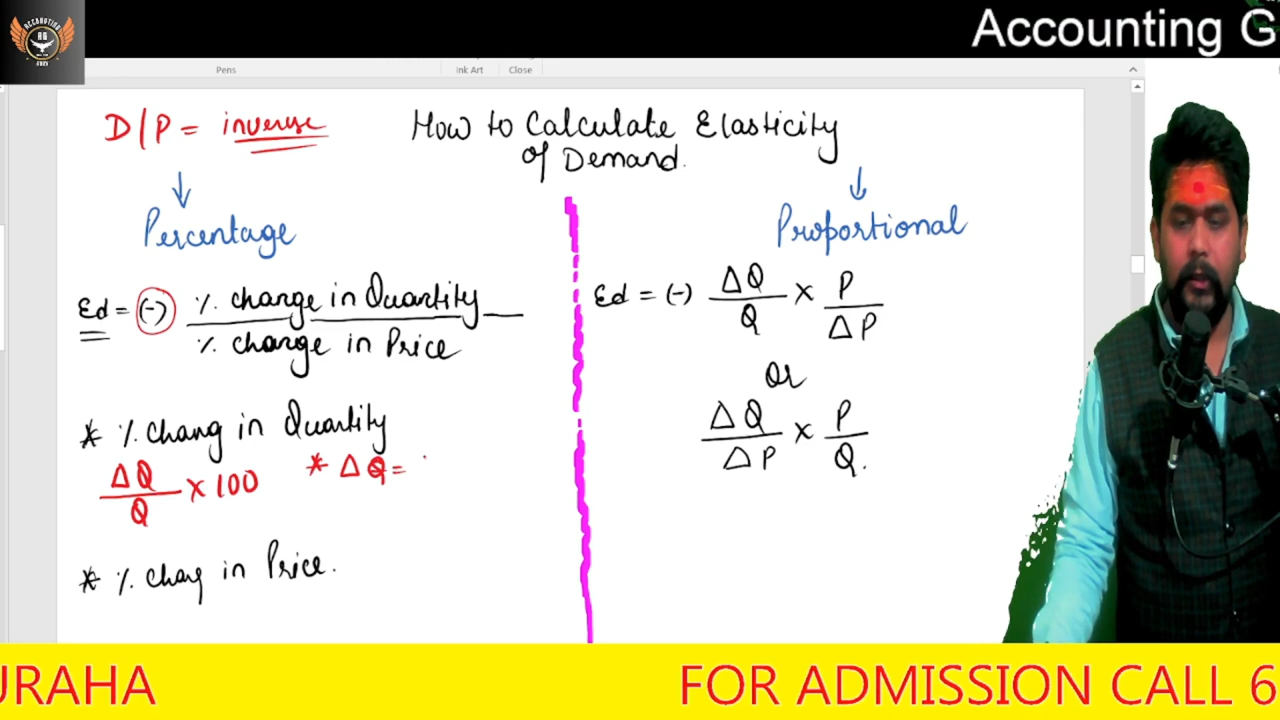 ACCOUNTING
AG
Accounting G
Pens
Ink Art
Close
D/P = inverse
How to Calculate Elasticity
of Demand.
↓
Percentage
Ed = (-) % change in Quantity
% change in Price
* % chang in Quantity
ΔQ
Q
× 100
* ΔQ =
* % chang in Price.
↓
Proportional
Ed = (-) ΔQ/Q × P/ΔP
Or
ΔQ/ΔP × P/Q.
URAHA
FOR ADMISSION CALL 6